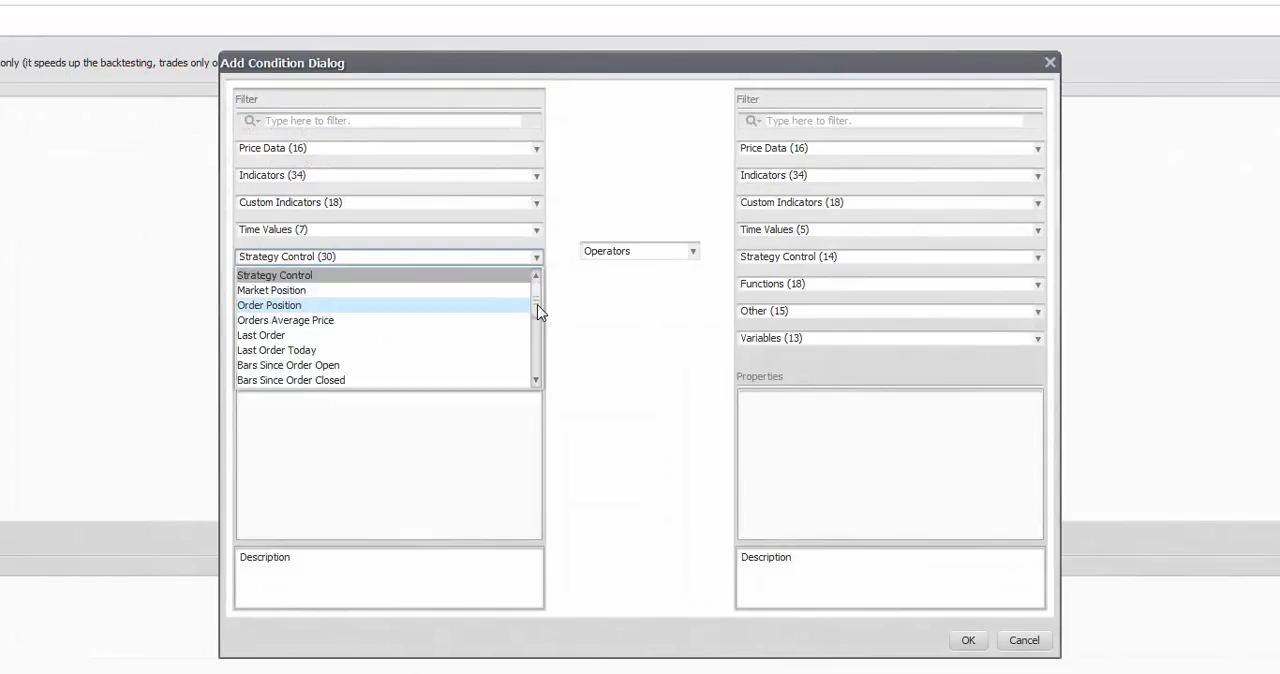 only (it speeds up the backtesting, trades only o
Add Condition Dialog
Filter
Type here to filter.
Price Data (16)
Indicators (34)
Custom Indicators (18)
Time Values (7)
Strategy Control (30)
Strategy Control
Market Position
Order Position
Orders Average Price
Last Order
Last Order Today
Bars Since Order Open
Bars Since Order Closed
Description
Operators
Filter
Type here to filter.
Price Data (16)
Indicators (34)
Custom Indicators (18)
Time Values (5)
Strategy Control (14)
Functions (18)
Other (15)
Variables (13)
Properties
Description
OK
Cancel